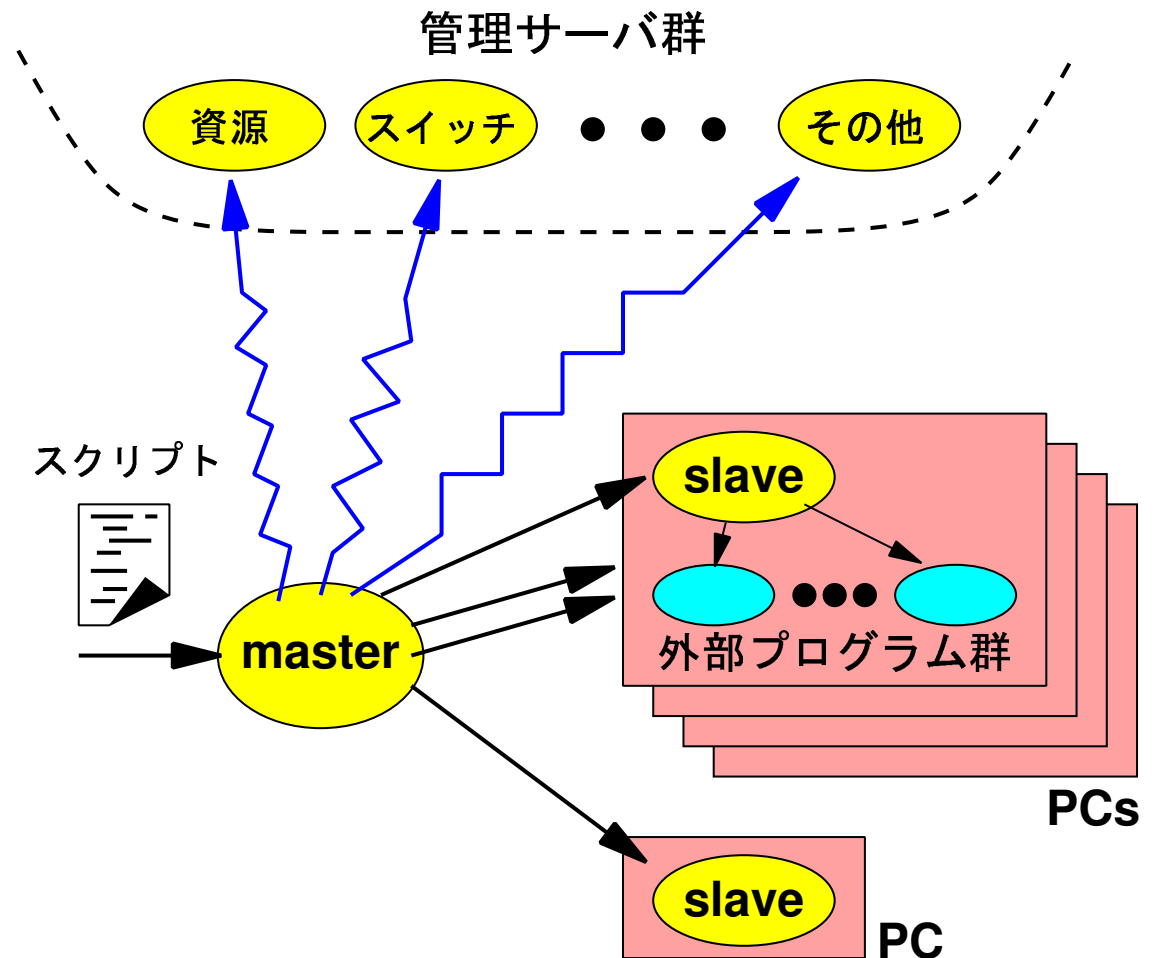 管理サーバ群
資源
スイッチ
その他
スクリプト
slave
master
外部プログラム群
PCs
slave
PC